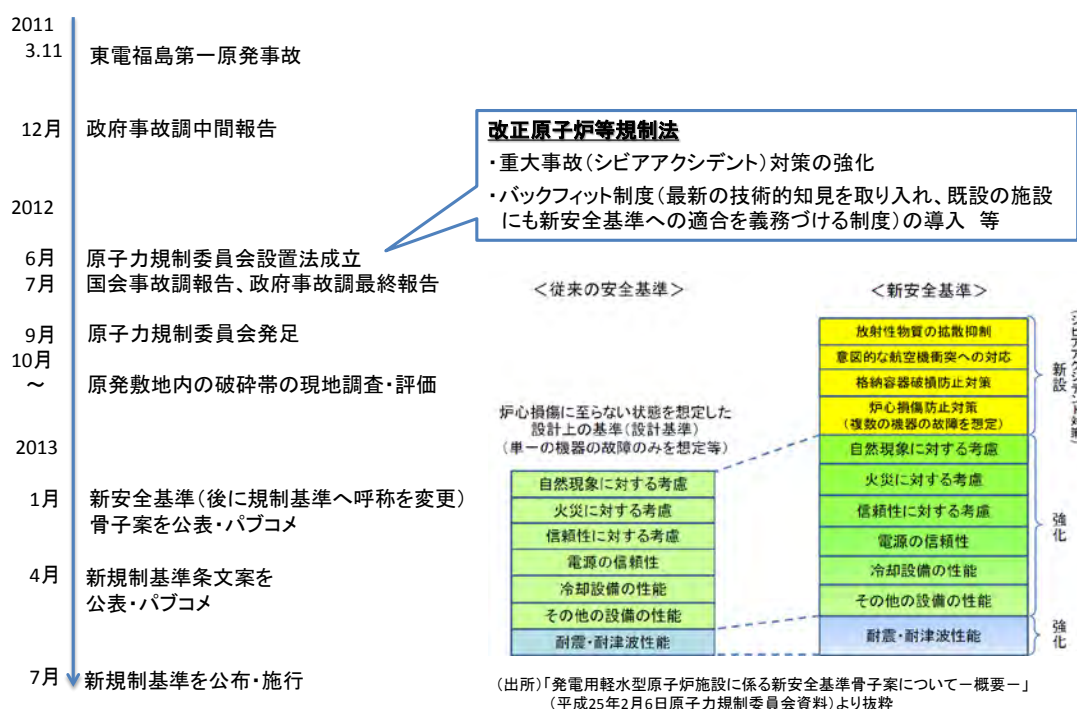 2011
3.11 東電福島第一原発事故
12月 政府事故調中間報告
改正原子炉等規制法
・重大事故(シビアアクシデント)対策の強化
・バックフィット制度(最新の技術的知見を取り入れ、既設の施設
にも新安全基準への適合を義務づける制度)の導入 等
2012
6月 原子力規制委員会設置法成立
7月 国会事故調報告、政府事故調最終報告
9月 原子力規制委員会発足
10月
～ 原発敷地内の破砕帯の現地調査・評価
2013
1月 新安全基準(後に規制基準へ呼称を変更)
骨子案を公表・パブコメ
4月 新規制基準条文案を
公表・パブコメ
7月 新規制基準を公布・施行
＜従来の安全基準＞
炉心損傷に至らない状態を想定した
設計上の基準(設計基準)
(単一の機器の故障のみを想定等)
自然現象に対する考慮
火災に対する考慮
信頼性に対する考慮
電源の信頼性
冷却設備の性能
その他の設備の性能
耐震・耐津波性能
＜新安全基準＞
放射性物質の拡散抑制
意図的な航空機衝突への対応
格納容器破損防止対策
炉心損傷防止対策
(複数の機器の故障を想定)
自然現象に対する考慮
火災に対する考慮
信頼性に対する考慮
電源の信頼性
冷却設備の性能
その他の設備の性能
耐震・耐津波性能
新設
(シビアアクシデント対策)
強化
強化
(出所)「発電用軽水型原子炉施設に係る新安全基準骨子案について－概要－」
(平成25年2月6日原子力規制委員会資料)より抜粋